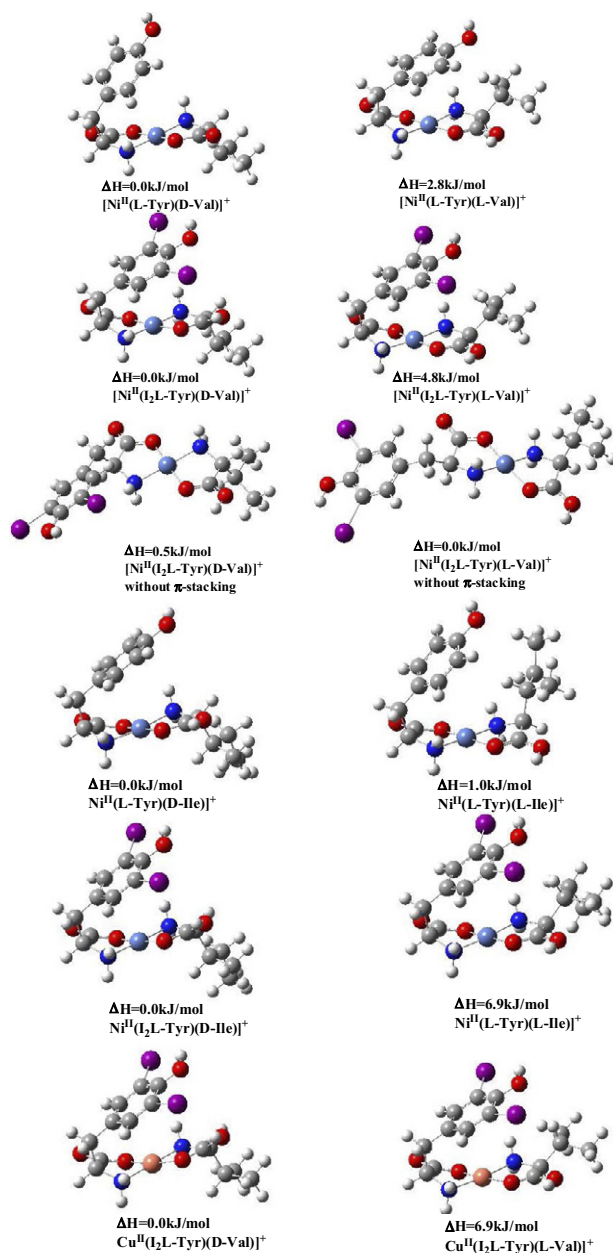 ΔH=0.0kJ/mol
[Ni^II(L-Tyr)(D-Val)]^+
ΔH=2.8kJ/mol
[Ni^II(L-Tyr)(L-Val)]^+
ΔH=0.0kJ/mol
[Ni^II(I₂L-Tyr)(D-Val)]^+
ΔH=4.8kJ/mol
[Ni^II(I₂L-Tyr)(L-Val)]^+
ΔH=0.5kJ/mol
[Ni^II(I₂L-Tyr)(D-Val)]^+
without π-stacking
ΔH=0.0kJ/mol
[Ni^II(I₂L-Tyr)(L-Val)]^+
without π-stacking
ΔH=0.0kJ/mol
Ni^II(L-Tyr)(D-Ile)]^+
ΔH=1.0kJ/mol
Ni^II(L-Tyr)(L-Ile)]^+
ΔH=0.0kJ/mol
Ni^II(I₂L-Tyr)(D-Ile)]^+
ΔH=6.9kJ/mol
Ni^II(L-Tyr)(L-Ile)]^+
ΔH=0.0kJ/mol
Cu^II(I₂L-Tyr)(D-Val)]^+
ΔH=6.9kJ/mol
Cu^II(I₂L-Tyr)(L-Val)]^+